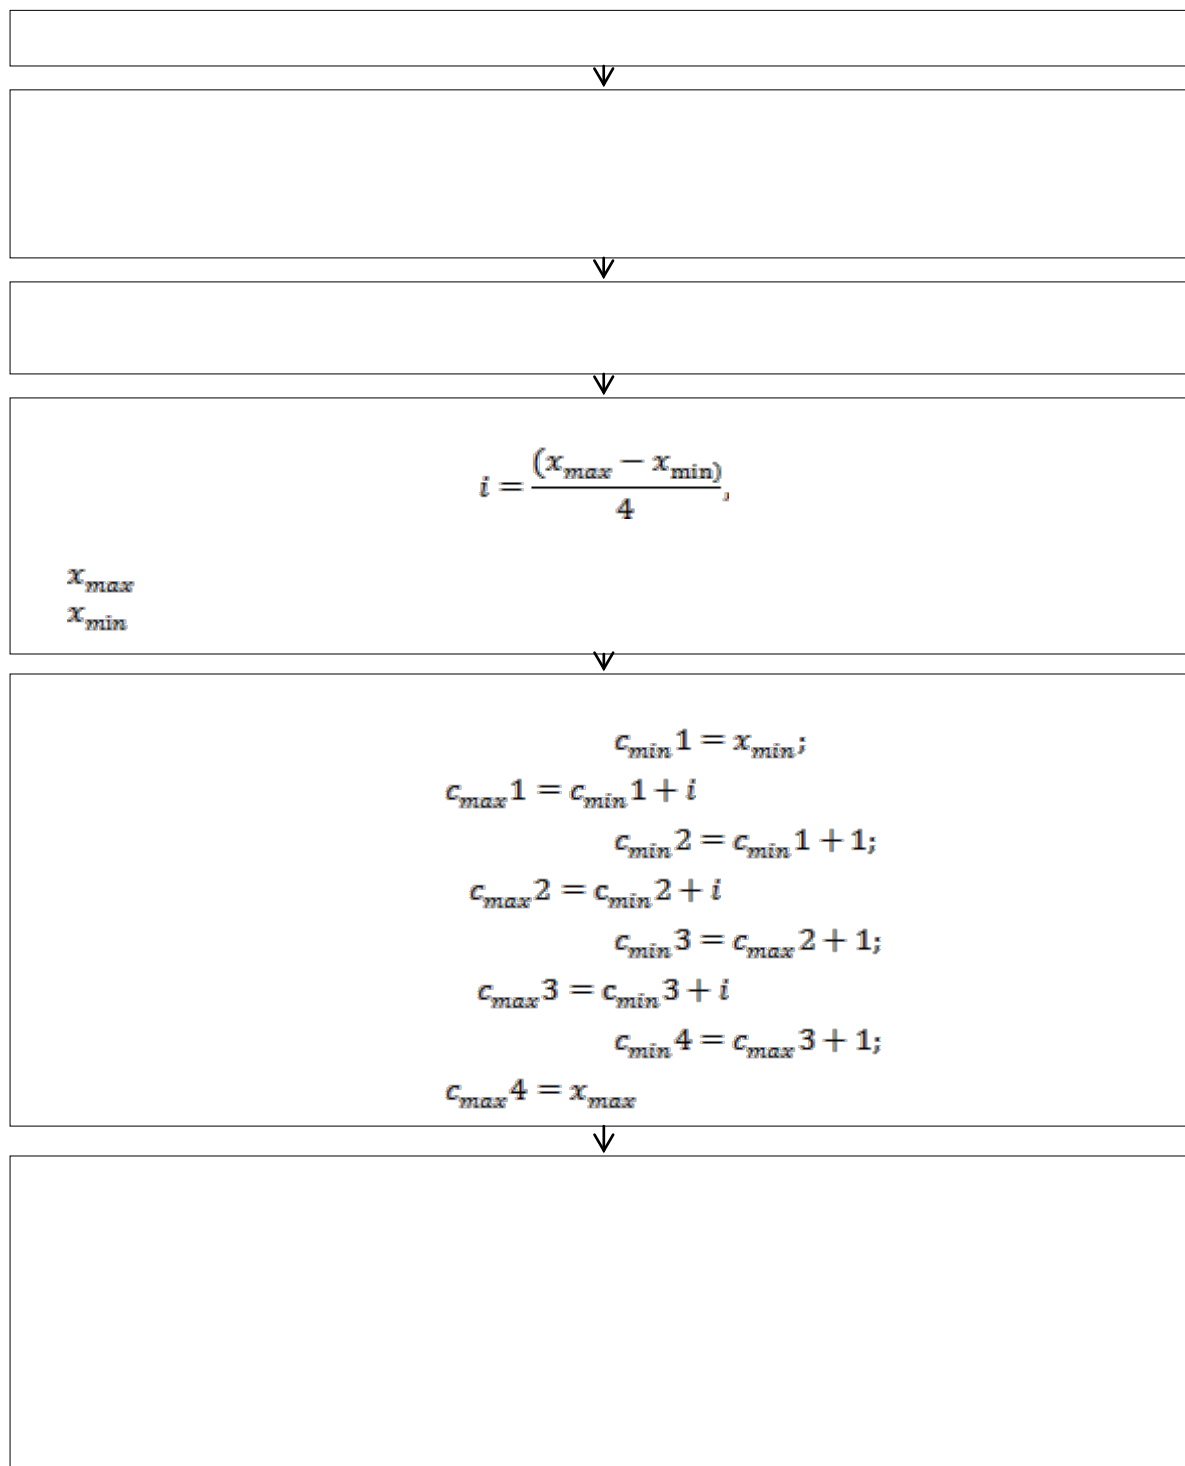 i = (x_max − x_min) / 4,
x_max
x_min
c_min1 = x_min;
c_max1 = c_min1 + i
c_min2 = c_min1 + 1;
c_max2 = c_min2 + i
c_min3 = c_max2 + 1;
c_max3 = c_min3 + i
c_min4 = c_max3 + 1;
c_max4 = x_max